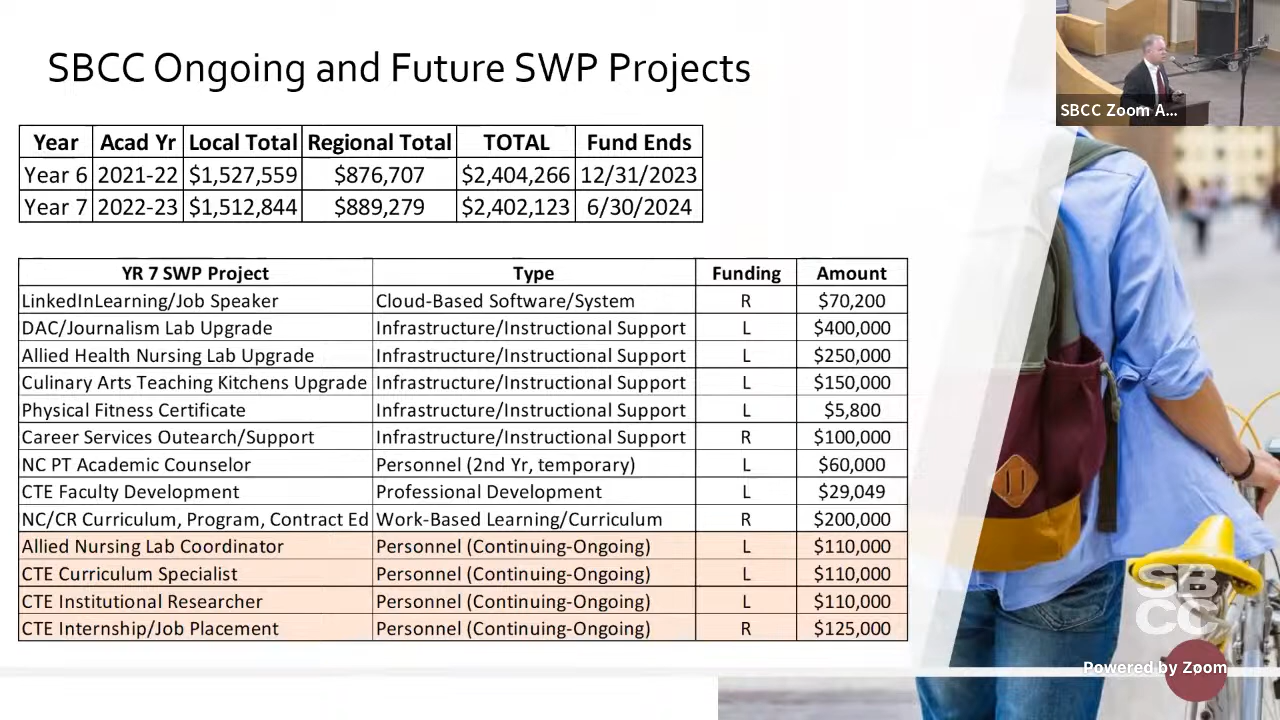 SBCC Ongoing and Future SWP Projects
SBCC Zoom A...
Year Acad Yr Local Total Regional Total TOTAL Fund Ends
Year 6 2021-22 $1,527,559 $876,707 $2,404,266 12/31/2023
Year 7 2022-23 $1,512,844 $889,279 $2,402,123 6/30/2024
YR 7 SWP Project Type Funding Amount
LinkedInLearning/Job Speaker Cloud-Based Software/System R $70,200
DAC/Journalism Lab Upgrade Infrastructure/Instructional Support L $400,000
Allied Health Nursing Lab Upgrade Infrastructure/Instructional Support L $250,000
Culinary Arts Teaching Kitchens Upgrade Infrastructure/Instructional Support L $150,000
Physical Fitness Certificate Infrastructure/Instructional Support L $5,800
Career Services Outearch/Support Infrastructure/Instructional Support R $100,000
NC PT Academic Counselor Personnel (2nd Yr, temporary) L $60,000
CTE Faculty Development Professional Development L $29,049
NC/CR Curriculum, Program, Contract Ed Work-Based Learning/Curriculum R $200,000
Allied Nursing Lab Coordinator Personnel (Continuing-Ongoing) L $110,000
CTE Curriculum Specialist Personnel (Continuing-Ongoing) L $110,000
CTE Institutional Researcher Personnel (Continuing-Ongoing) L $110,000
CTE Internship/Job Placement Personnel (Continuing-Ongoing) R $125,000
SB
CC
Powered by Zoom